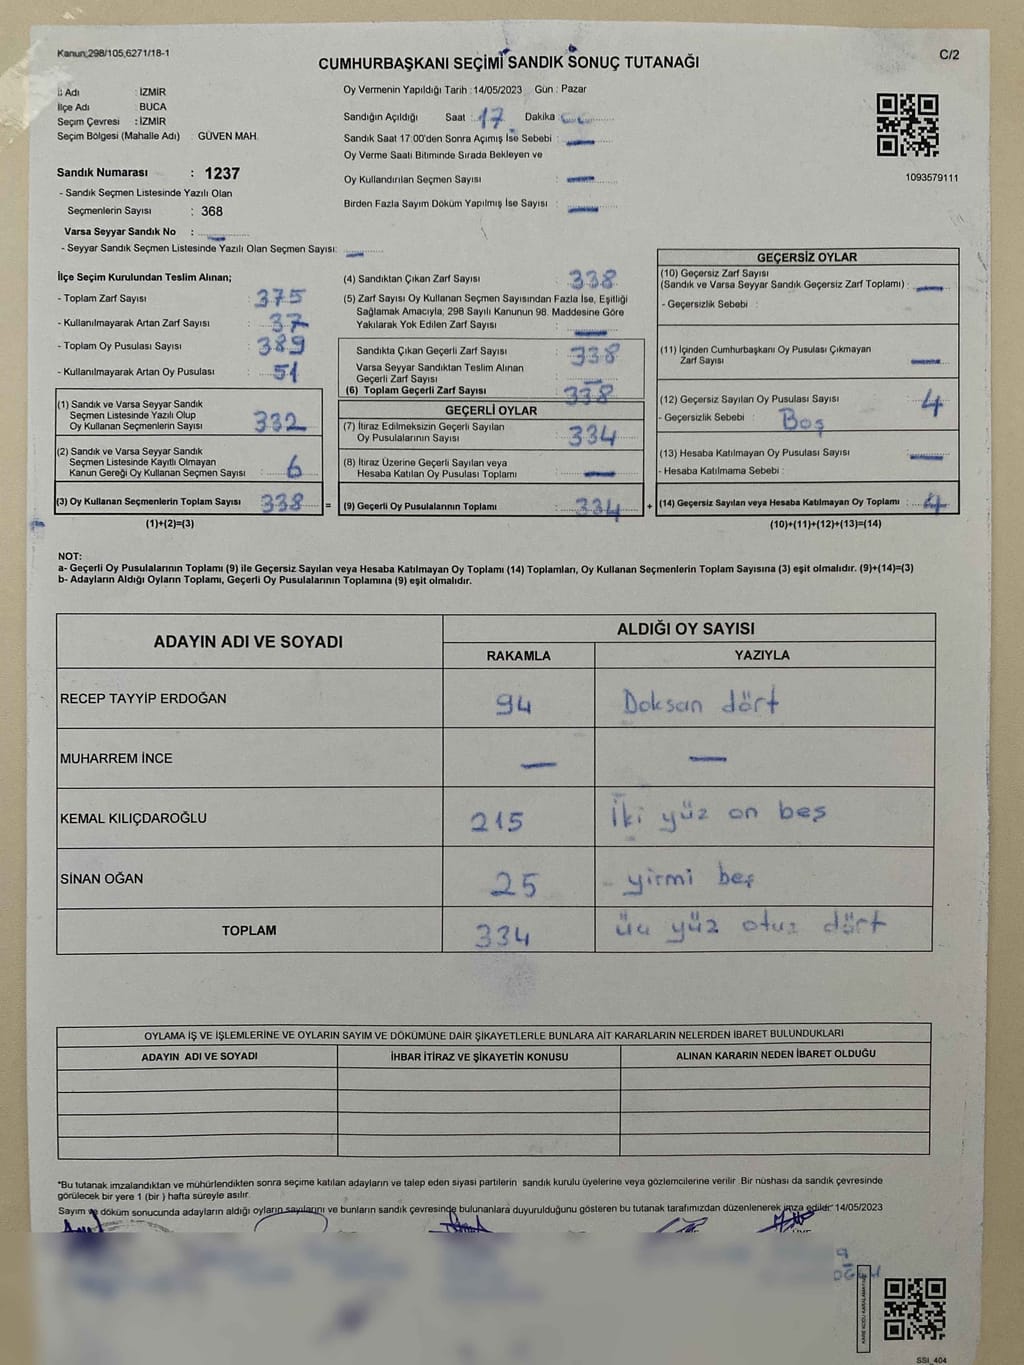 Kanun;298/105,6271/18-1
C/2
CUMHURBAŞKANI SEÇİMİ SANDIK SONUÇ TUTANAĞI
İl Adı : İZMİR
İlçe Adı : BUCA
Seçim Çevresi : İZMİR
Seçim Bölgesi (Mahalle Adı) : GÜVEN MAH.
Sandık Numarası : 1237
- Sandık Seçmen Listesinde Yazılı Olan
Seçmenlerin Sayısı : 368
Varsa Seyyar Sandık No : —
- Seyyar Sandık Seçmen Listesinde Yazılı Olan Seçmen Sayısı: —
Oy Vermenin Yapıldığı Tarih :14/05/2023 Gün : Pazar
Sandığın Açıldığı Saat : 17 Dakika :
Sandık Saat 17:00'den Sonra Açımış İse Sebebi : —
Oy Verme Saati Bitiminde Sırada Bekleyen ve
Oy Kullandırılan Seçmen Sayısı : —
Birden Fazla Sayım Döküm Yapılmış İse Sayısı : —
1093579111
İlçe Seçim Kurulundan Teslim Alınan;
- Toplam Zarf Sayısı : 375
- Kullanılmayarak Artan Zarf Sayısı : 37
- Toplam Oy Pusulası Sayısı : 389
- Kullanılmayarak Artan Oy Pusulası : 51
(1) Sandık ve Varsa Seyyar Sandık
Seçmen Listesinde Yazılı Olup
Oy Kullanan Seçmenlerin Sayısı : 332
(2) Sandık ve Varsa Seyyar Sandık
Seçmen Listesinde Kayıtlı Olmayan
Kanun Gereği Oy Kullanan Seçmen Sayısı : 6
(3) Oy Kullanan Seçmenlerin Toplam Sayısı : 338 =
(1)+(2)=(3)
(4) Sandıktan Çıkan Zarf Sayısı : 338
(5) Zarf Sayısı Oy Kullanan Seçmen Sayısından Fazla İse, Eşitliği
Sağlamak Amacıyla, 298 Sayılı Kanunun 98. Maddesine Göre
Yakılarak Yok Edilen Zarf Sayısı : —
Sandıkta Çıkan Geçerli Zarf Sayısı : 338
Varsa Seyyar Sandıktan Teslim Alınan
Geçerli Zarf Sayısı : —
(6) Toplam Geçerli Zarf Sayısı : 338
GEÇERLİ OYLAR
(7) İtiraz Edilmeksizin Geçerli Sayılan
Oy Pusulalarının Sayısı : 334
(8) İtiraz Üzerine Geçerli Sayılan veya
Hesaba Katılan Oy Pusulası Toplamı : —
(9) Geçerli Oy Pusulalarının Toplamı : 334 +
GEÇERSİZ OYLAR
(10) Geçersiz Zarf Sayısı
(Sandık ve Varsa Seyyar Sandık Geçersiz Zarf Toplamı) : —
- Geçersizlik Sebebi :
(11) İçinden Cumhurbaşkanı Oy Pusulası Çıkmayan
Zarf Sayısı : —
(12) Geçersiz Sayılan Oy Pusulası Sayısı : 4
- Geçersizlik Sebebi : Boş
(13) Hesaba Katılmayan Oy Pusulası Sayısı : —
- Hesaba Katılmama Sebebi :
(14) Geçersiz Sayılan veya Hesaba Katılmayan Oy Toplamı : 4
(10)+(11)+(12)+(13)=(14)
NOT:
a- Geçerli Oy Pusulalarının Toplamı (9) ile Geçersiz Sayılan veya Hesaba Katılmayan Oy Toplamı (14) Toplamları, Oy Kullanan Seçmenlerin Toplam Sayısına (3) eşit olmalıdır. (9)+(14)=(3)
b- Adayların Aldığı Oyların Toplamı, Geçerli Oy Pusulalarının Toplamına (9) eşit olmalıdır.
ADAYIN ADI VE SOYADI
ALDIĞI OY SAYISI
RAKAMLA YAZIYLA
RECEP TAYYİP ERDOĞAN 94 Doksan dört
MUHARREM İNCE — —
KEMAL KILIÇDAROĞLU 215 İki yüz on beş
SİNAN OĞAN 25 yirmi beş
TOPLAM 334 üç yüz otuz dört
OYLAMA İŞ VE İŞLEMLERİNE VE OYLARIN SAYIM VE DÖKÜMÜNE DAİR ŞİKAYETLERLE BUNLARA AİT KARARLARIN NELERDEN İBARET BULUNDUKLARI
ADAYIN ADI VE SOYADI İHBAR İTİRAZ VE ŞİKAYETİN KONUSU ALINAN KARARIN NEDEN İBARET OLDUĞU
"Bu tutanak imzalandıktan ve mühürlendikten sonra seçime katılan adayların ve talep eden siyasi partilerin sandık kurulu üyelerine veya gözlemcilerine verilir .Bir nüshası da sandık çevresinde
görülecek bir yere 1 (bir ) hafta süreyle asılır.
Sayım ve döküm sonucunda adayların aldığı oyların sayılarını ve bunların sandık çevresinde bulunanlara duyurulduğunu gösteren bu tutanak tarafımızdan düzenlenerek imza edildi" 14/05/2023
SSİ_404